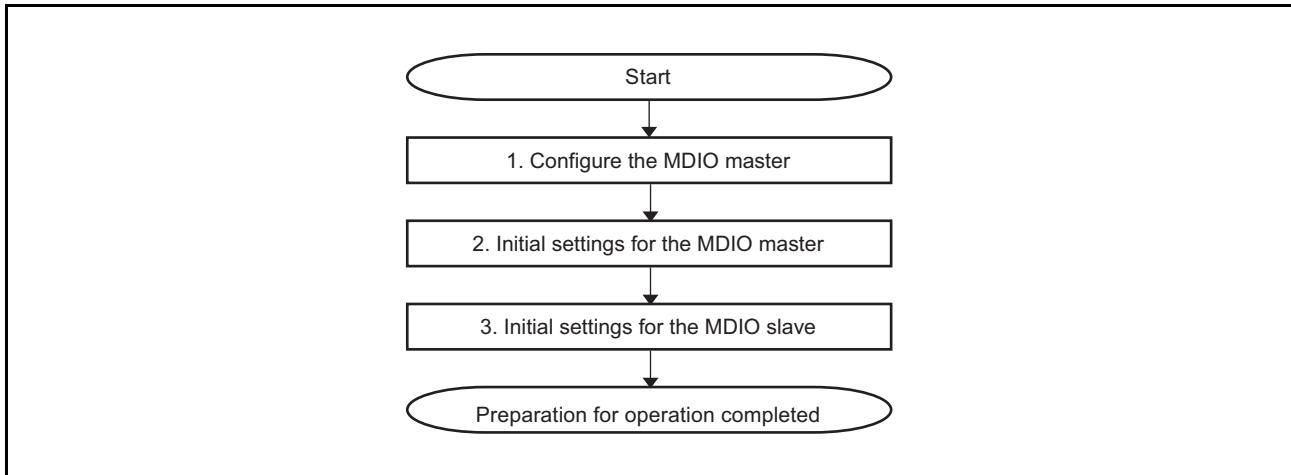 Start
1. Configure the MDIO master
2. Initial settings for the MDIO master
3. Initial settings for the MDIO slave
Preparation for operation completed